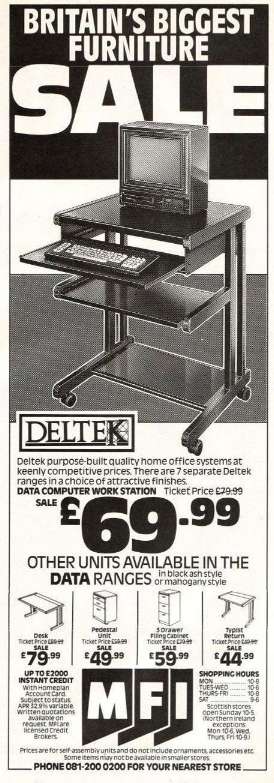 BRITAIN'S BIGGEST
FURNITURE
SALE
DELTEK
Deltek purpose-built quality home office systems at
keenly competitive prices. There are 7 separate Deltek
ranges in a choice of attractive finishes.
DATA COMPUTER WORK STATION Ticket Price £79.99
SALE £69.99
OTHER UNITS AVAILABLE IN THE
DATA RANGES in black ash style
or mahogany style
Desk
Ticket Price
SALE
£79.99
Pedestal
Unit
Ticket Price £59.99
SALE
£49.99
3 Drawer
Filing Cabinet
Ticket Price
SALE
£59.99
Typist
Return
Ticket Price
SALE
£44.99
UP TO £2000
INSTANT CREDIT
With Homeplan
Account Card.
Subject to status.
APR 32.9% variable.
Written quotations
available on
request. MFI are
licensed Credit
Brokers.
MFI
SHOPPING HOURS
MON 10-8
TUES-WED 10-8
THURS-FRI 10-8
SAT 9-6
Scottish stores
open Sunday 10-5.
(Northern Ireland
exceptions
Mon 10-6, Wed,
Thurs, Fri 10-9.)
Prices are for self-assembly units and do not include ornaments, accessories etc.
Some items may not be available in smaller stores.
PHONE 081-200 0200 FOR YOUR NEAREST STORE